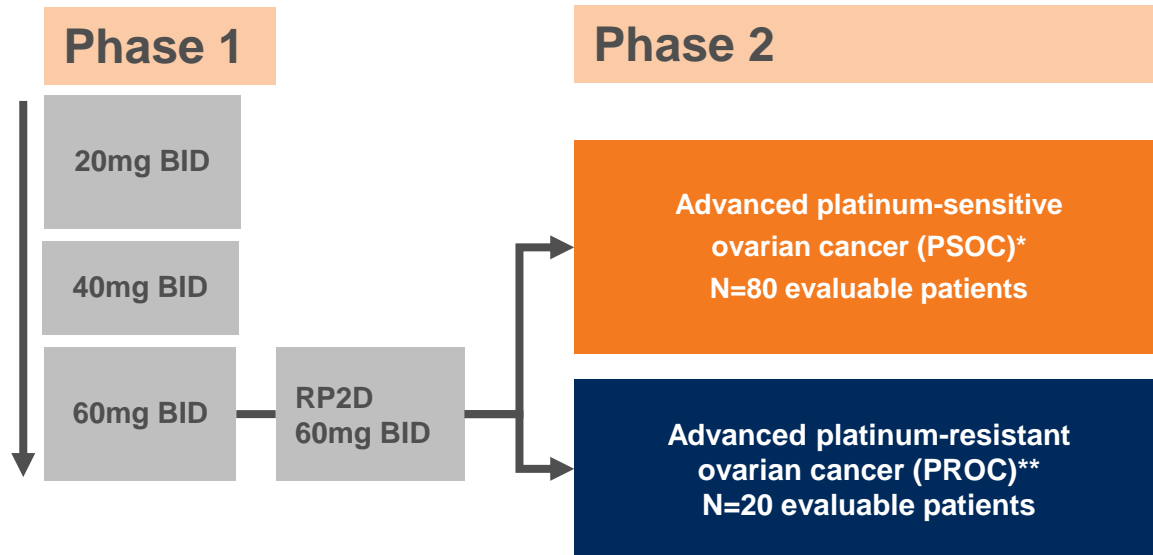 Phase 1
20mg BID
40mg BID
60mg BID
RP2D
60mg BID
Phase 2
Advanced platinum-sensitive
ovarian cancer (PSOC)*
N=80 evaluable patients
Advanced platinum-resistant
ovarian cancer (PROC)**
N=20 evaluable patients